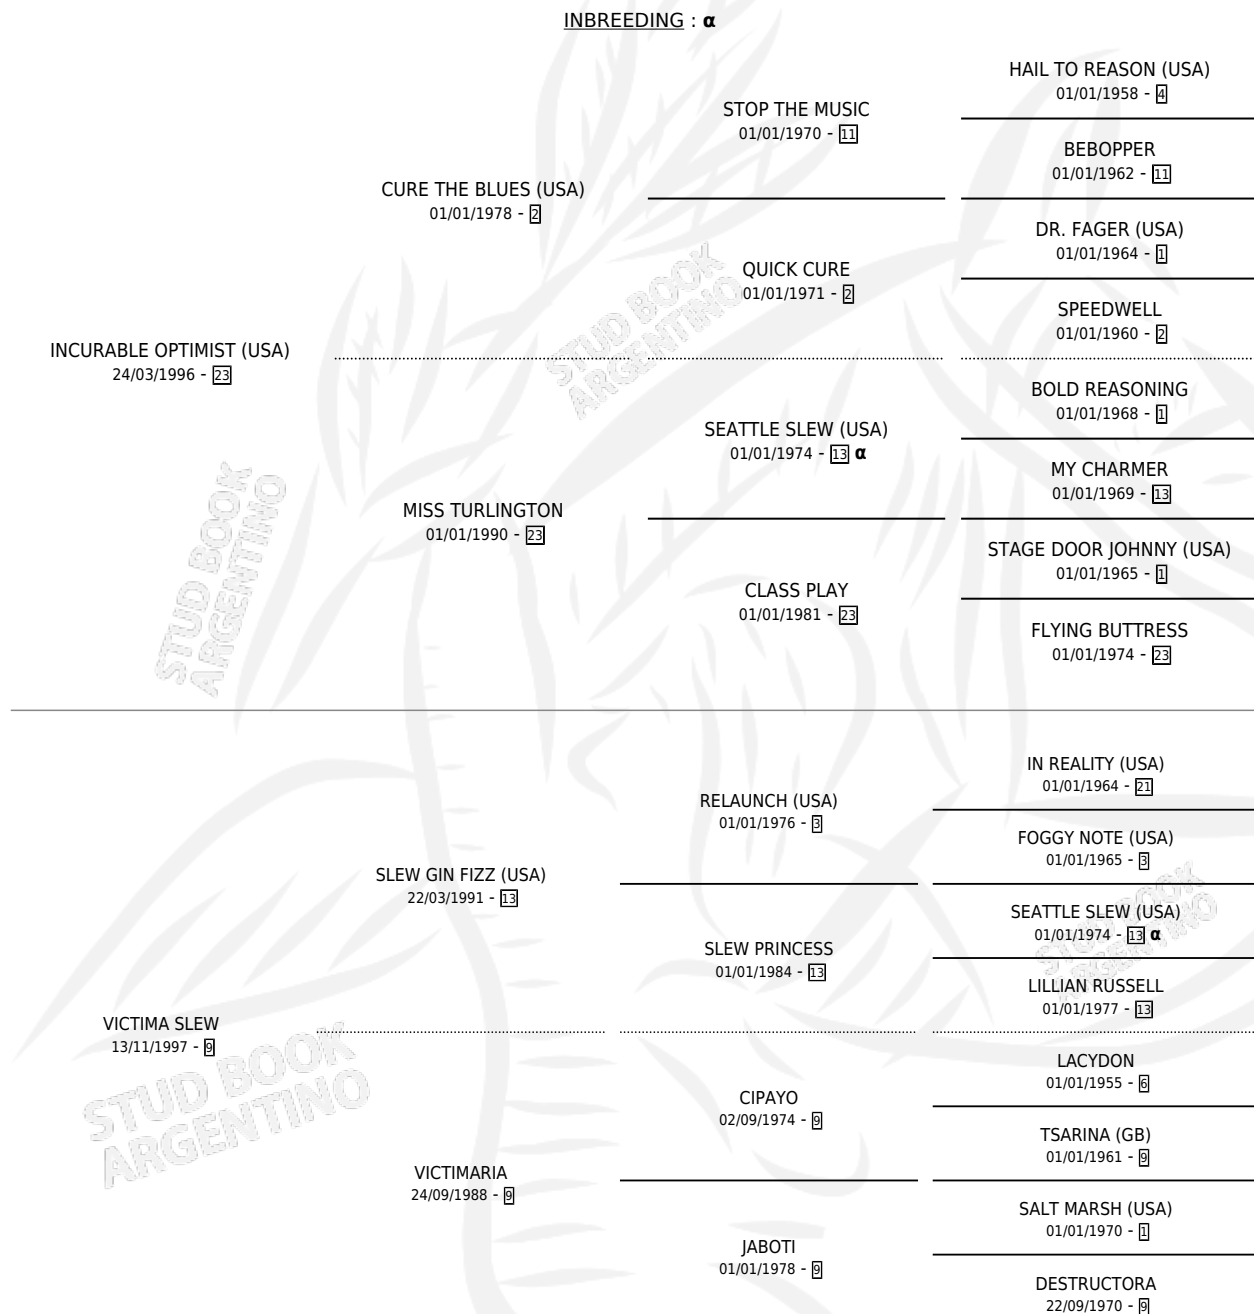 INBREEDING : α
HAIL TO REASON (USA)
01/01/1958 - 4
STOP THE MUSIC
01/01/1970 - 11
BEBOPPER
01/01/1962 - 11
CURE THE BLUES (USA)
01/01/1978 - 2
DR. FAGER (USA)
01/01/1964 - 1
QUICK CURE
01/01/1971 - 2
SPEEDWELL
01/01/1960 - 2
INCURABLE OPTIMIST (USA)
24/03/1996 - 23
BOLD REASONING
01/01/1968 - 1
SEATTLE SLEW (USA)
01/01/1974 - 13 α
MY CHARMER
01/01/1969 - 13
MISS TURLINGTON
01/01/1990 - 23
STAGE DOOR JOHNNY (USA)
01/01/1965 - 1
CLASS PLAY
01/01/1981 - 23
FLYING BUTTRESS
01/01/1974 - 23
IN REALITY (USA)
01/01/1964 - 21
RELAUNCH (USA)
01/01/1976 - 3
FOGGY NOTE (USA)
01/01/1965 - 3
SLEW GIN FIZZ (USA)
22/03/1991 - 13
SEATTLE SLEW (USA)
01/01/1974 - 13 α
SLEW PRINCESS
01/01/1984 - 13
LILLIAN RUSSELL
01/01/1977 - 13
VICTIMA SLEW
13/11/1997 - 9
LACYDON
01/01/1955 - 6
CIPAYO
02/09/1974 - 9
TSARINA (GB)
01/01/1961 - 9
VICTIMARIA
24/09/1988 - 9
SALT MARSH (USA)
01/01/1970 - 1
JABOTI
01/01/1978 - 9
DESTRUCTORA
22/09/1970 - 9
STUD BOOK
ARGENTINO
STUD BOOK
ARGENTINO
STUD BOOK
ARGENTINO
STUD BOOK
ARGENTINO